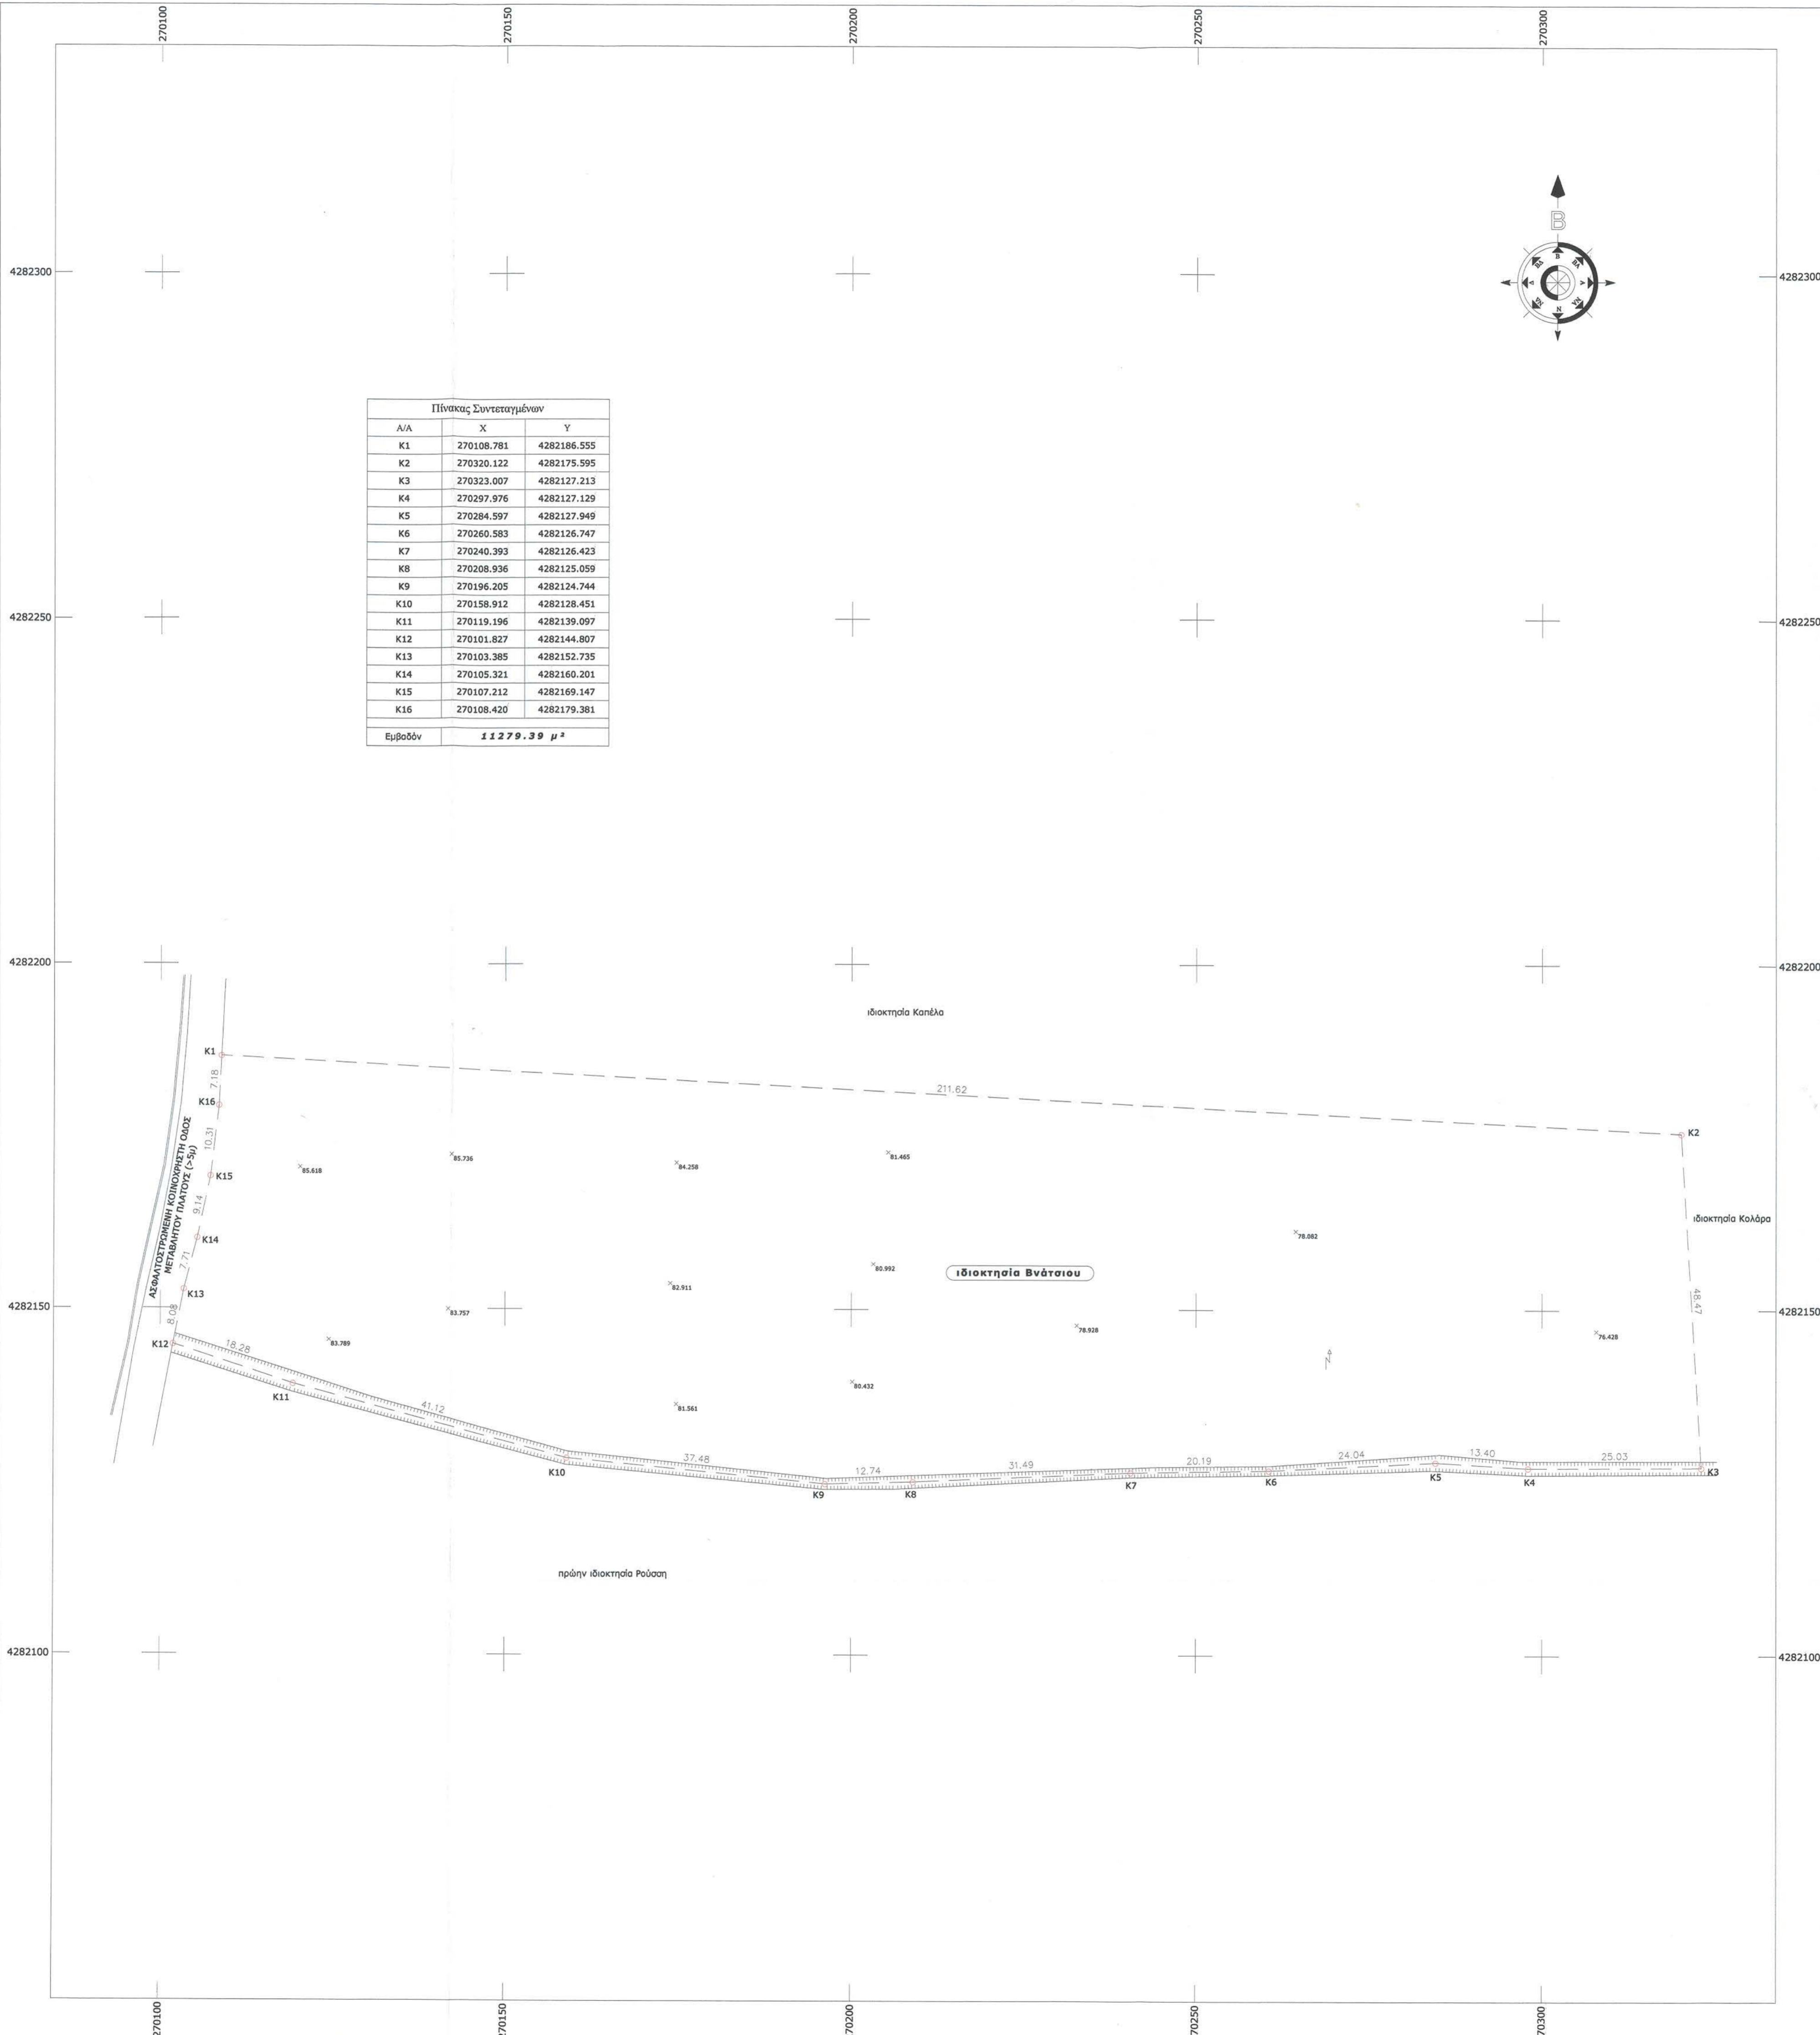 270100
270150
270200
270250
270300
B
B
ΒΔ
ΒΑ
Δ
Α
ΝΔ
ΝΑ
Ν
4282300
4282300
Πίνακας Συντεταγμένων
Α/Α X Y
K1 270108.781 4282186.555
K2 270320.122 4282175.595
K3 270323.007 4282127.213
K4 270297.976 4282127.129
K5 270284.597 4282127.949
K6 270260.583 4282126.747
K7 270240.393 4282126.423
K8 270208.936 4282125.059
K9 270196.205 4282124.744
K10 270158.912 4282128.451
K11 270119.196 4282139.097
K12 270101.827 4282144.807
K13 270103.385 4282152.735
K14 270105.321 4282160.201
K15 270107.212 4282169.147
K16 270108.420 4282179.381
Εμβαδόν 11279.39 μ²
4282250
4282250
4282200
4282200
ιδιοκτησία Καπέλα
K1
7.18
211.62
K16
K2
10.31
85.736
81.465
85.618
84.258
K15
9.14
ιδιοκτησία Κολάρα
78.082
K14
ΑΣΦΑΛΤΟΣΤΡΩΜΕΝΗ ΚΟΙΝΟΧΡΗΣΤΗ ΟΔΟΣ
ΜΕΤΑΒΛΗΤΟΥ ΠΛΑΤΟΥΣ (>5μ)
7.71
80.992
ιδιοκτησία Βνάτσιου
82.911
K13
48.47
4282150
4282150
8.08
83.757
78.928
76.428
83.789
K12
18.28
N
80.432
K11
41.12
81.561
37.48
12.74
31.49
20.19
24.04
13.40
25.03
K10
K9
K8
K7
K6
K5
K4
K3
πρώην ιδιοκτησία Ρούσση
4282100
4282100
270100
270150
270200
270250
270300